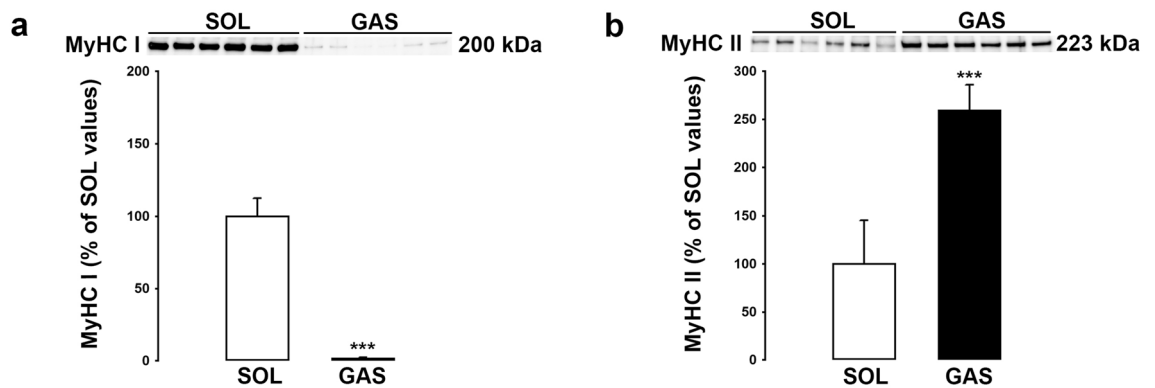 a
SOL GAS
MyHC I 200 kDa
MyHC I (% of SOL values)
200
150
100
50
0
***
SOL GAS
b
SOL GAS
MyHC II 223 kDa
MyHC II (% of SOL values)
300
250
200
150
100
50
0
***
SOL GAS